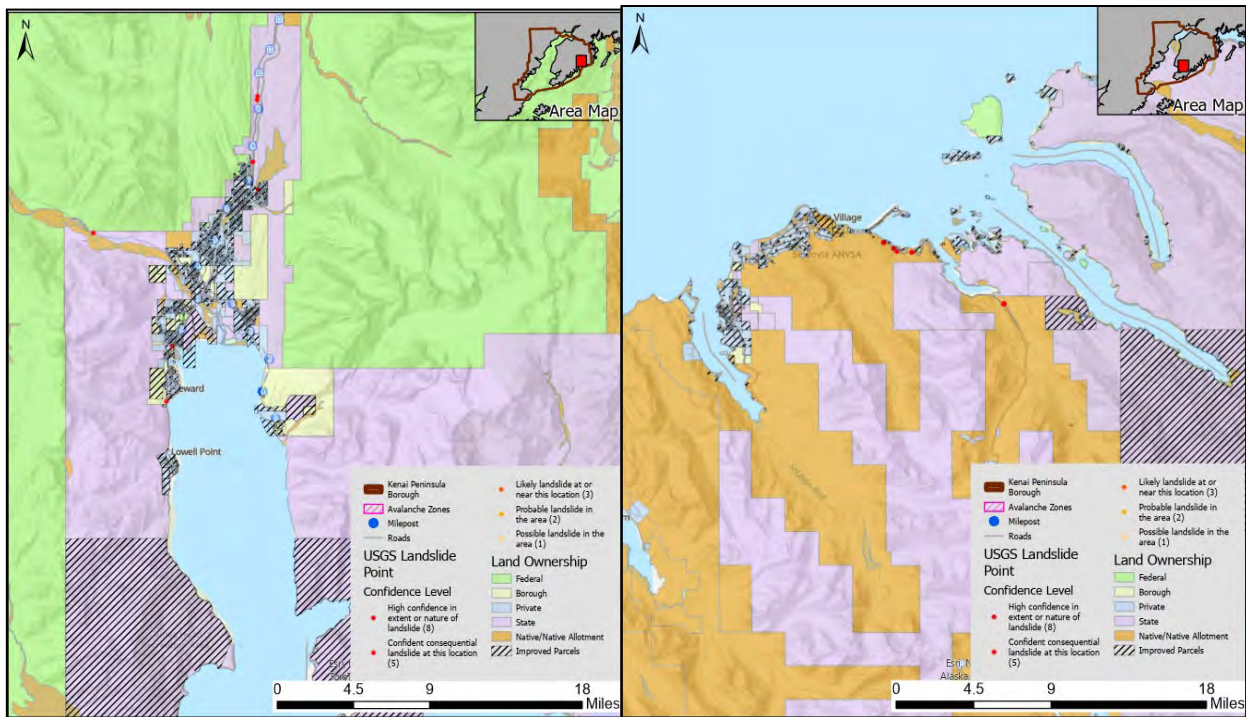 N
Area Map
Lowell Point
Kenai Peninsula
Borough
Avalanche Zones
Milepost
Roads
USGS Landslide
Point
Confidence Level
High confidence in
extent or nature of
landslide (8)
Confident consequential
landslide at this location
(5)
Likely landslide at or
near this location (3)
Probable landslide in
the area (2)
Possible landslide in the
area (1)
Land Ownership
Federal
Borough
Private
State
Native/Native Allotment
Improved Parcels
0 4.5 9 18
Miles
N
Area Map
Village
ANVSA
Kenai Peninsula
Borough
Avalanche Zones
Milepost
Roads
USGS Landslide
Point
Confidence Level
High confidence in
extent or nature of
landslide (8)
Confident consequential
landslide at this location
(5)
Likely landslide at or
near this location (3)
Probable landslide in
the area (2)
Possible landslide in the
area (1)
Land Ownership
Federal
Borough
Private
State
Native/Native Allotment
Improved Parcels
Alaska
0 4.5 9 18
Miles